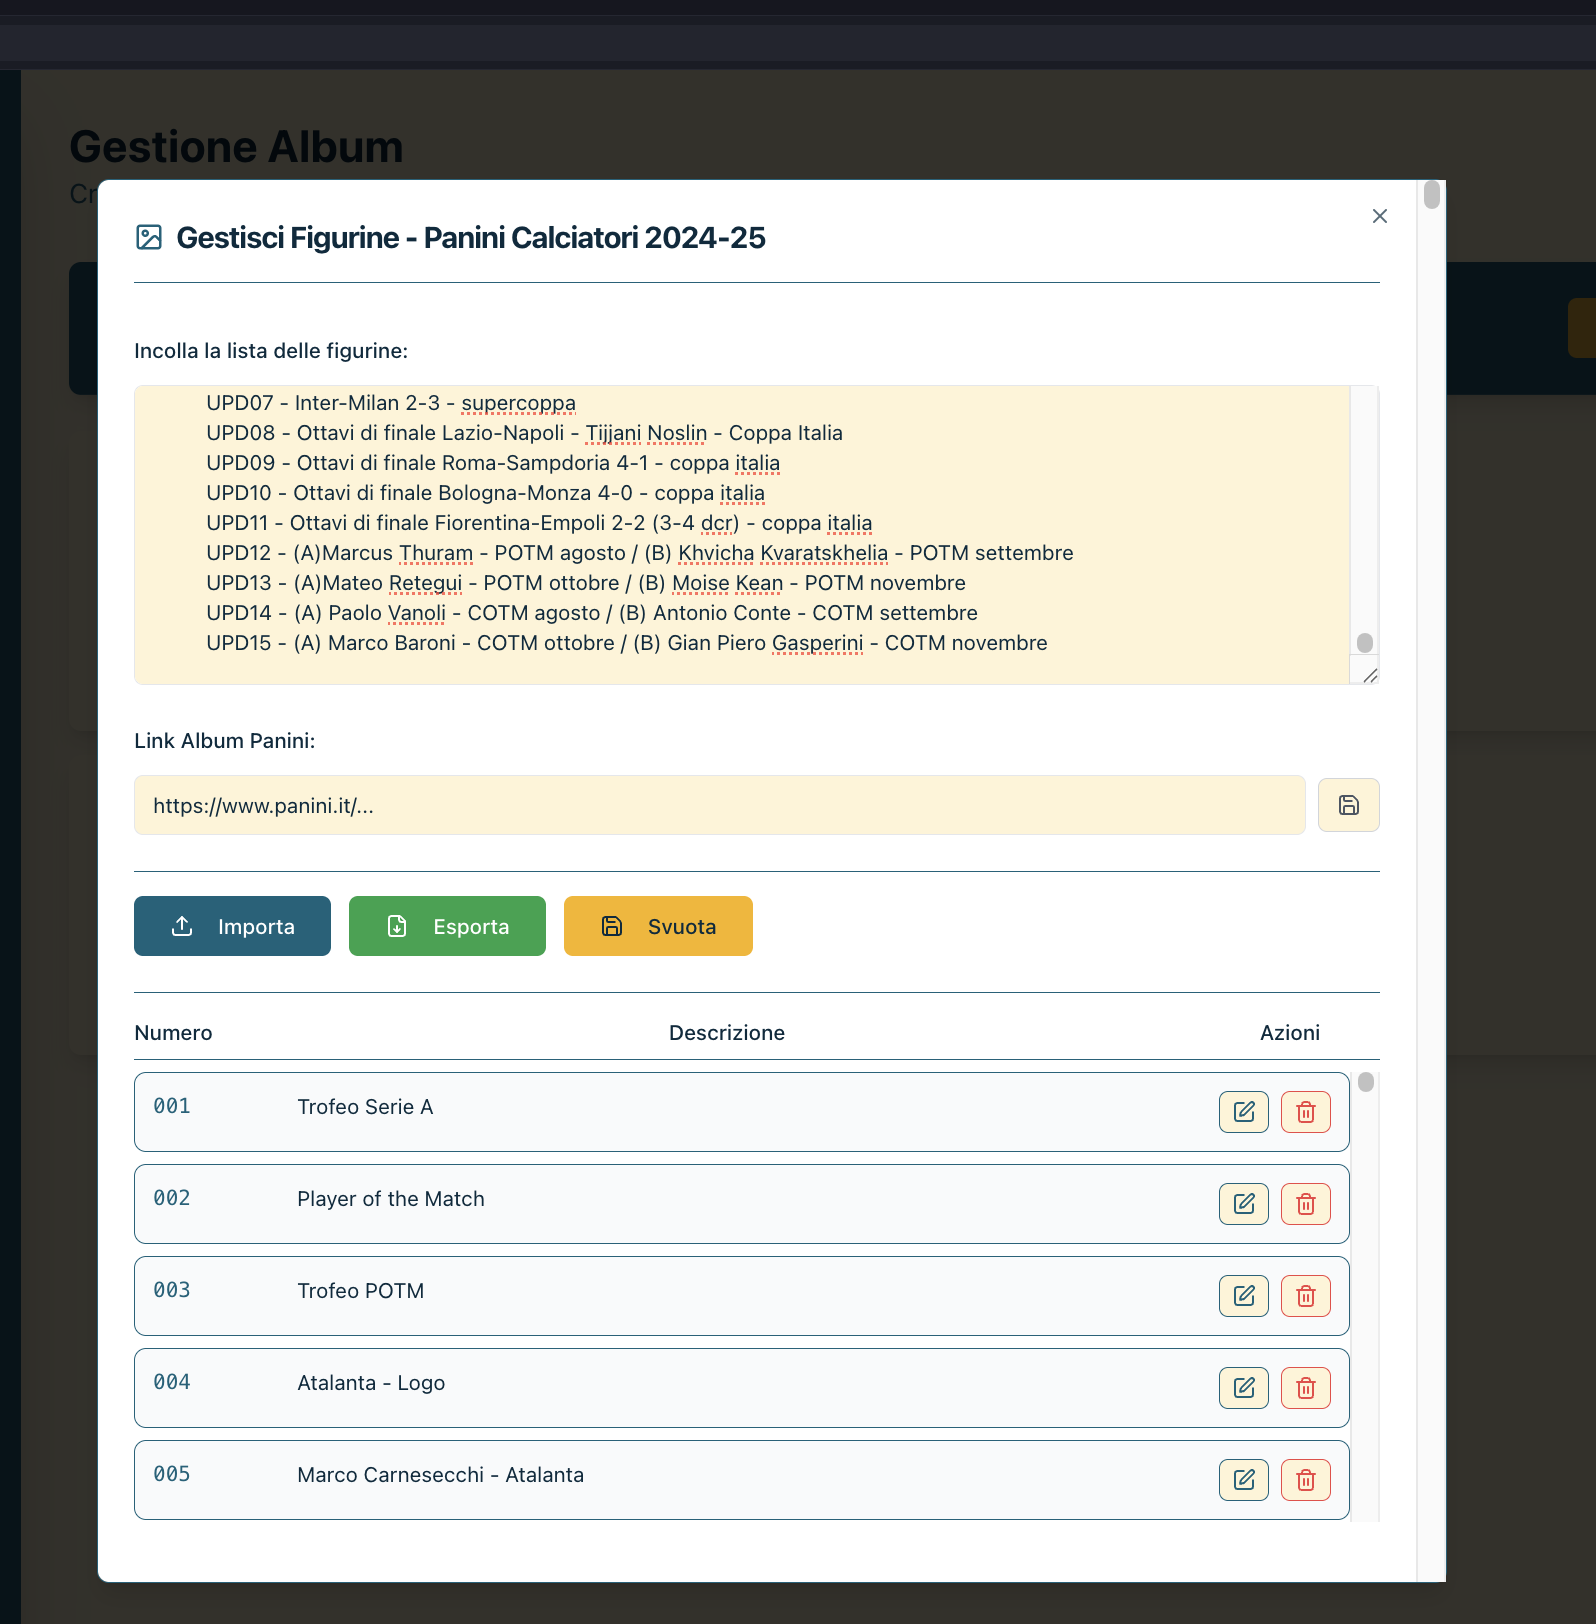 Gestione Album
Cr
Gestisci Figurine - Panini Calciatori 2024-25
Incolla la lista delle figurine:
UPD07 - Inter-Milan 2-3 - supercoppa
UPD08 - Ottavi di finale Lazio-Napoli - Tijjani Noslin - Coppa Italia
UPD09 - Ottavi di finale Roma-Sampdoria 4-1 - coppa italia
UPD10 - Ottavi di finale Bologna-Monza 4-0 - coppa italia
UPD11 - Ottavi di finale Fiorentina-Empoli 2-2 (3-4 dcr) - coppa italia
UPD12 - (A)Marcus Thuram - POTM agosto / (B) Khvicha Kvaratskhelia - POTM settembre
UPD13 - (A)Mateo Retegui - POTM ottobre / (B) Moise Kean - POTM novembre
UPD14 - (A) Paolo Vanoli - COTM agosto / (B) Antonio Conte - COTM settembre
UPD15 - (A) Marco Baroni - COTM ottobre / (B) Gian Piero Gasperini - COTM novembre
Link Album Panini:
https://www.panini.it/...
Importa Esporta Svuota
Numero Descrizione Azioni
001 Trofeo Serie A
002 Player of the Match
003 Trofeo POTM
004 Atalanta - Logo
005 Marco Carnesecchi - Atalanta